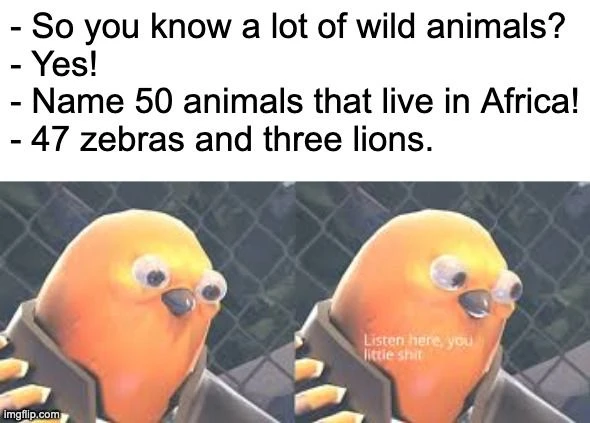 - So you know a lot of wild animals?
- Yes!
- Name 50 animals that live in Africa!
- 47 zebras and three lions.
Listen here, you
little shit
imgflip.com